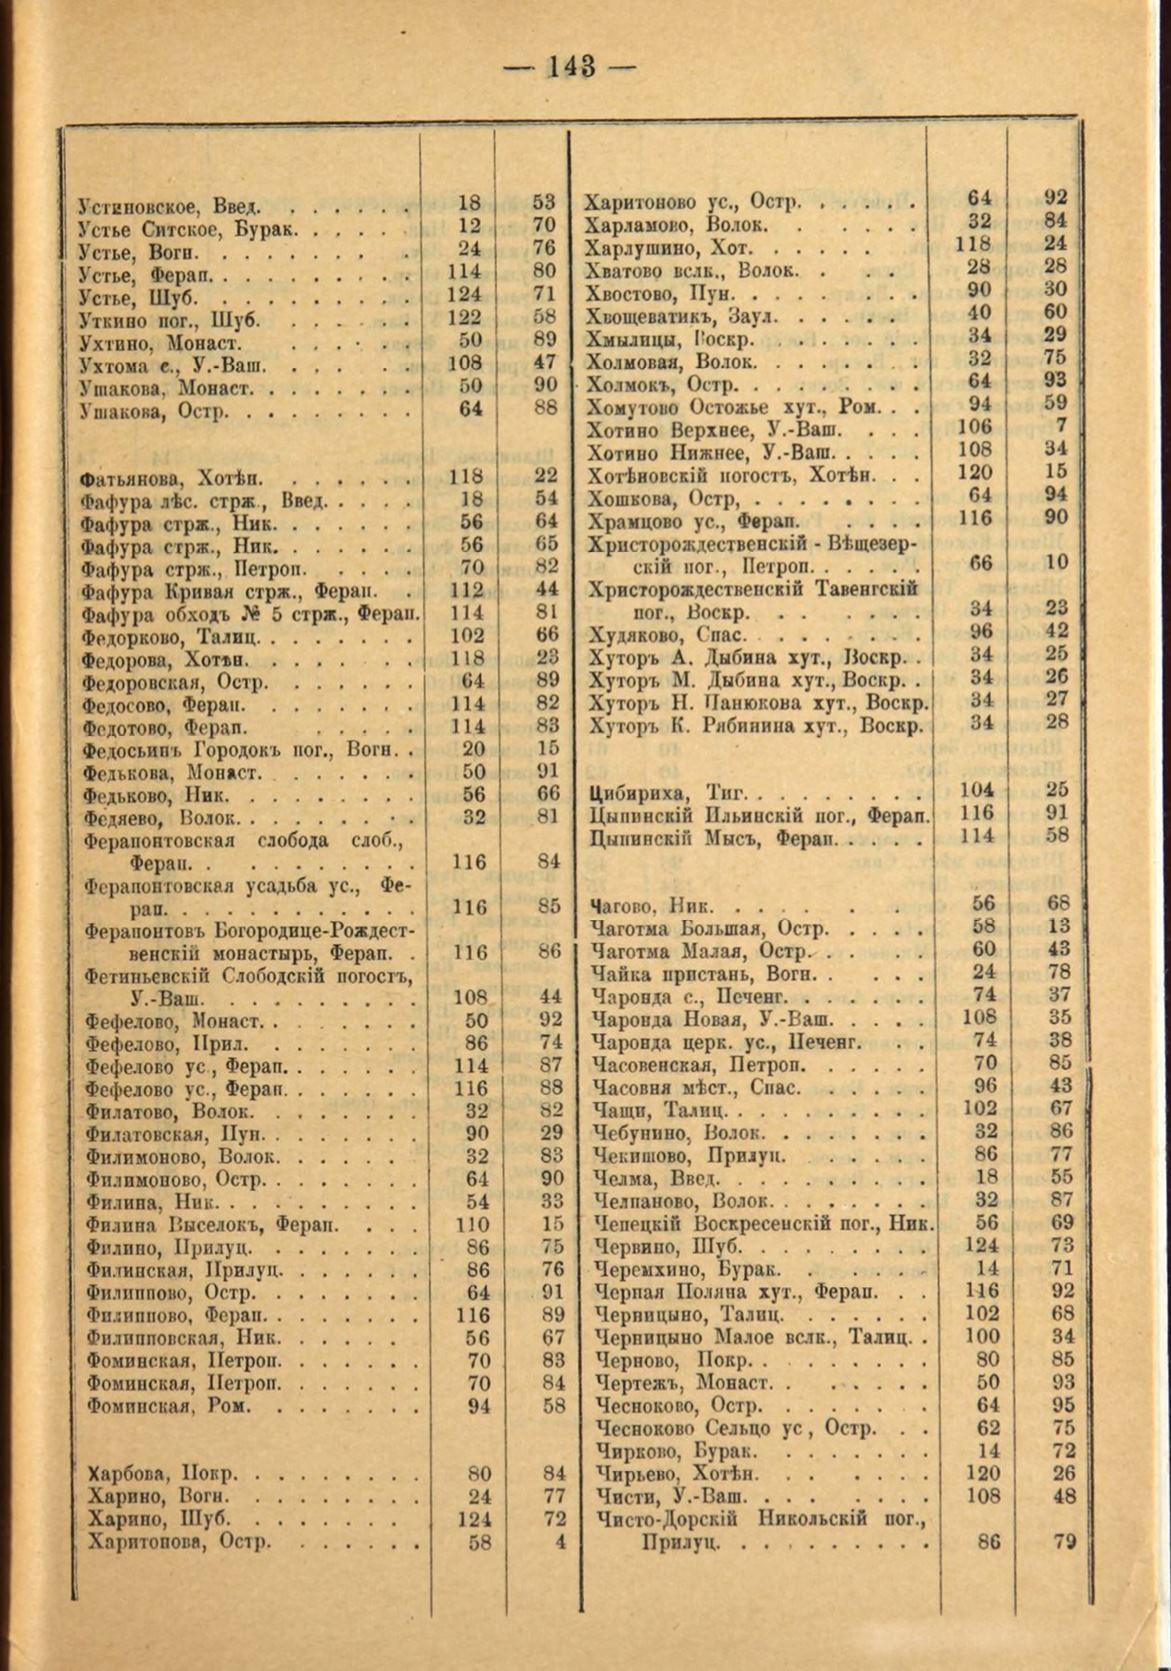 — 143 —
Устиновское, Введ. 18 53
Устье Ситское, Бурак. 12 70
Устье, Вогн. 24 76
Устье, Ферап. 114 80
Устье, Шуб. 124 71
Уткино пог., Шуб. 122 58
Ухтино, Монаст. 50 89
Ухтома с., У.-Ваш. 108 47
Ушакова, Монаст. 50 90
Ушакова, Остр. 64 88
Фатьянова, Хотѣн. 118 22
Фафура лѣс. стрж., Введ. 18 54
Фафура стрж., Ник. 56 64
Фафура стрж., Ник. 56 65
Фафура стрж., Петроп. 70 82
Фафура Кривая стрж., Ферап. 112 44
Фафура обходъ № 5 стрж., Ферап. 114 81
Федорково, Талиц. 102 66
Федорова, Хотѣн. 118 23
Федоровская, Остр. 64 89
Федосово, Ферап. 114 82
Федотово, Ферап. 114 83
Федосьинъ Городокъ пог., Вогн. 20 15
Федькова, Монаст. 50 91
Федьково, Ник. 56 66
Федяево, Волок. 32 81
Ферапонтовская слобода слоб.,
Ферап. 116 84
Ферапонтовская усадьба ус., Фе-
рап. 116 85
Ферапонтовъ Богородице-Рождест-
венскій монастырь, Ферап. 116 86
Фетиньевскій Слободскій погостъ,
У.-Ваш. 108 44
Фефелово, Монаст. 50 92
Фефелово, Прил. 86 74
Фефелово ус., Ферап. 114 87
Фефелово ус., Ферап. 116 88
Филатово, Волок. 32 82
Филатовская, Пун. 90 29
Филимоново, Волок. 32 83
Филимоново, Остр. 64 90
Филина, Ник. 54 33
Филина Выселокъ, Ферап. 110 15
Филино, Прилуц. 86 75
Филинская, Прилуц. 86 76
Филиппово, Остр. 64 91
Филиппово, Ферап. 116 89
Филипповская, Ник. 56 67
Фоминская, Петроп. 70 83
Фоминская, Петроп. 70 84
Фоминская, Ром. 94 58
Харбова, Покр. 80 84
Харино, Вогн. 24 77
Харино, Шуб. 124 72
Харитонова, Остр. 58 4
Харитоново ус., Остр. 64 92
Харламово, Волок. 32 84
Харлушино, Хот. 118 24
Хватово вслк., Волок. 28 28
Хвостово, Пун. 90 30
Хвощеватикъ, Заул. 40 60
Хмылицы, Воскр. 34 29
Холмовая, Волок. 32 75
Холмокъ, Остр. 64 93
Хомутово Остожье хут., Ром. 94 59
Хотино Верхнее, У.-Ваш. 106 7
Хотино Нижнее, У.-Ваш. 108 34
Хотѣновскій погостъ, Хотѣн. 120 15
Хошкова, Остр, 64 94
Храмцово ус., Ферап. 116 90
Христорождественскій - Вѣщезер-
скій пог., Петроп. 66 10
Христорождественскій Тавенгскій
пог., Воскр. 34 23
Худяково, Спас. 96 42
Хуторъ А. Дыбина хут., Воскр. 34 25
Хуторъ М. Дыбина хут., Воскр. 34 26
Хуторъ Н. Панюкова хут., Воскр. 34 27
Хуторъ К. Рябинина хут., Воскр. 34 28
Цибириха, Тиг. 104 25
Цыпинскій Ильинскій пог., Ферап. 116 91
Цыпинскій Мысъ, Ферап. 114 58
Чагово, Ник. 56 68
Чаготма Большая, Остр. 58 13
Чаготма Малая, Остр. 60 43
Чайка пристань, Вогн. 24 78
Чаронда с., Печенг. 74 37
Чаронда Новая, У.-Ваш. 108 35
Чаронда церк. ус., Печенг. 74 38
Часовенская, Петроп. 70 85
Часовня мѣст., Спас. 96 43
Чащи, Талиц. 102 67
Чебунино, Волок. 32 86
Чекишово, Прилуц. 86 77
Челма, Введ. 18 55
Челпаново, Волок. 32 87
Чепецкій Воскресенскій пог., Ник. 56 69
Червино, Шуб. 124 73
Черемхино, Бурак. 14 71
Черная Поляна хут., Ферап. 116 92
Черницыно, Талиц. 102 68
Черницыно Малое вслк., Талиц. 100 34
Черново, Покр. 80 85
Чертежъ, Монаст. 50 93
Чесноково, Остр. 64 95
Чесноково Сельцо ус, Остр. 62 75
Чирково, Бурак. 14 72
Чирьево, Хотѣн. 120 26
Чисти, У.-Ваш. 108 48
Чисто-Дорскій Никольскій пог.,
Прилуц. 86 79